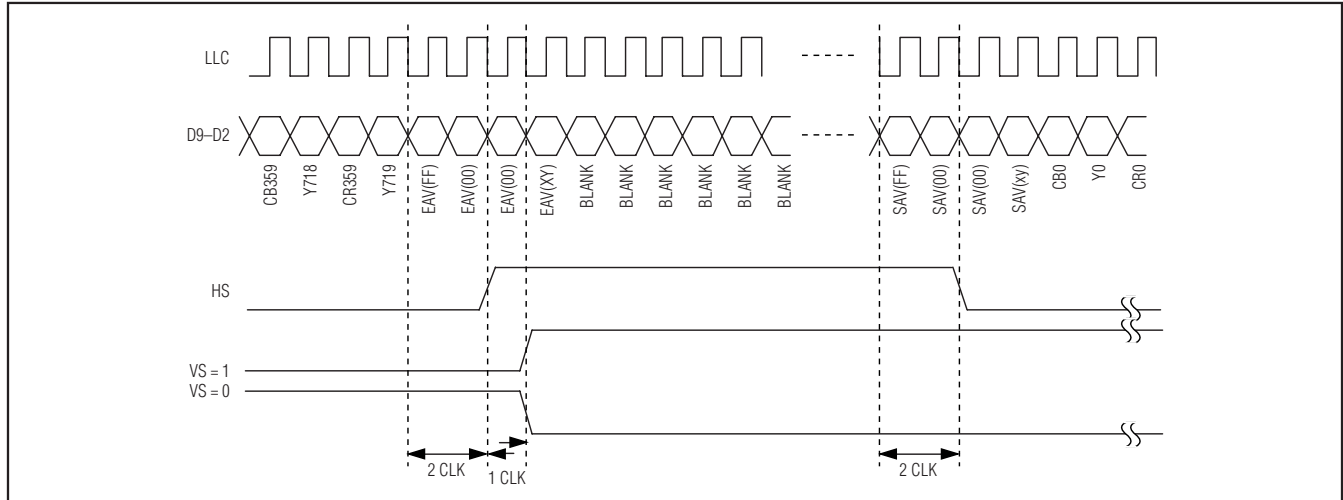 LLC
D9–D2
CB359
Y718
CR359
Y719
EAV(FF)
EAV(00)
EAV(00)
EAV(XY)
BLANK
BLANK
BLANK
BLANK
BLANK
BLANK
SAV(FF)
SAV(00)
SAV(00)
SAV(xy)
CB0
Y0
CR0
HS
VS = 1
VS = 0
2 CLK
1 CLK
2 CLK